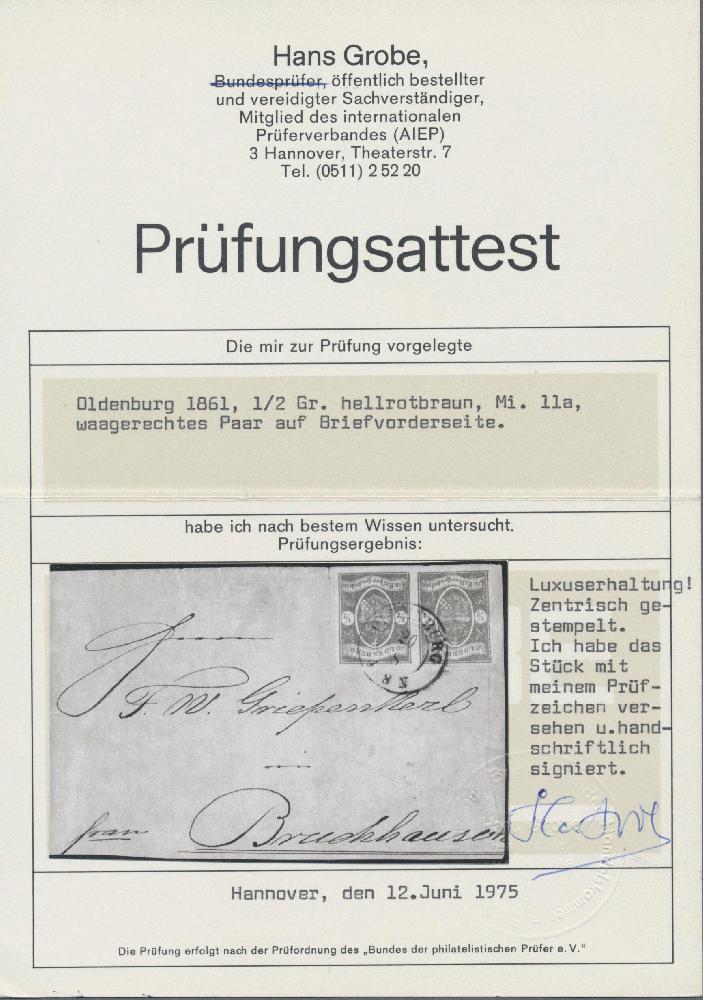 Hans Grobe,
Bundesprüfer, öffentlich bestellter
und vereidigter Sachverständiger,
Mitglied des internationalen
Prüferverbandes (AIEP)
3 Hannover, Theaterstr. 7
Tel. (0511) 2 52 20
Prüfungsattest
Die mir zur Prüfung vorgelegte
Oldenburg 1861, 1/2 Gr. hellrotbraun, Mi. 11a,
waagerechtes Paar auf Briefvorderseite.
habe ich nach bestem Wissen untersucht.
Prüfungsergebnis:
F. W. Griepenkerl
in
Bruchhausen
franco
Luxuserhaltung!
Zentrisch ge-
stempelt.
Ich habe das
Stück mit
meinem Prüf-
zeichen ver-
sehen u.hand-
schriftlich
signiert.
Hannover, den 12.Juni 1975
Die Prüfung erfolgt nach der Prüfordnung des „Bundes der philatelistischen Prüfer e.V."